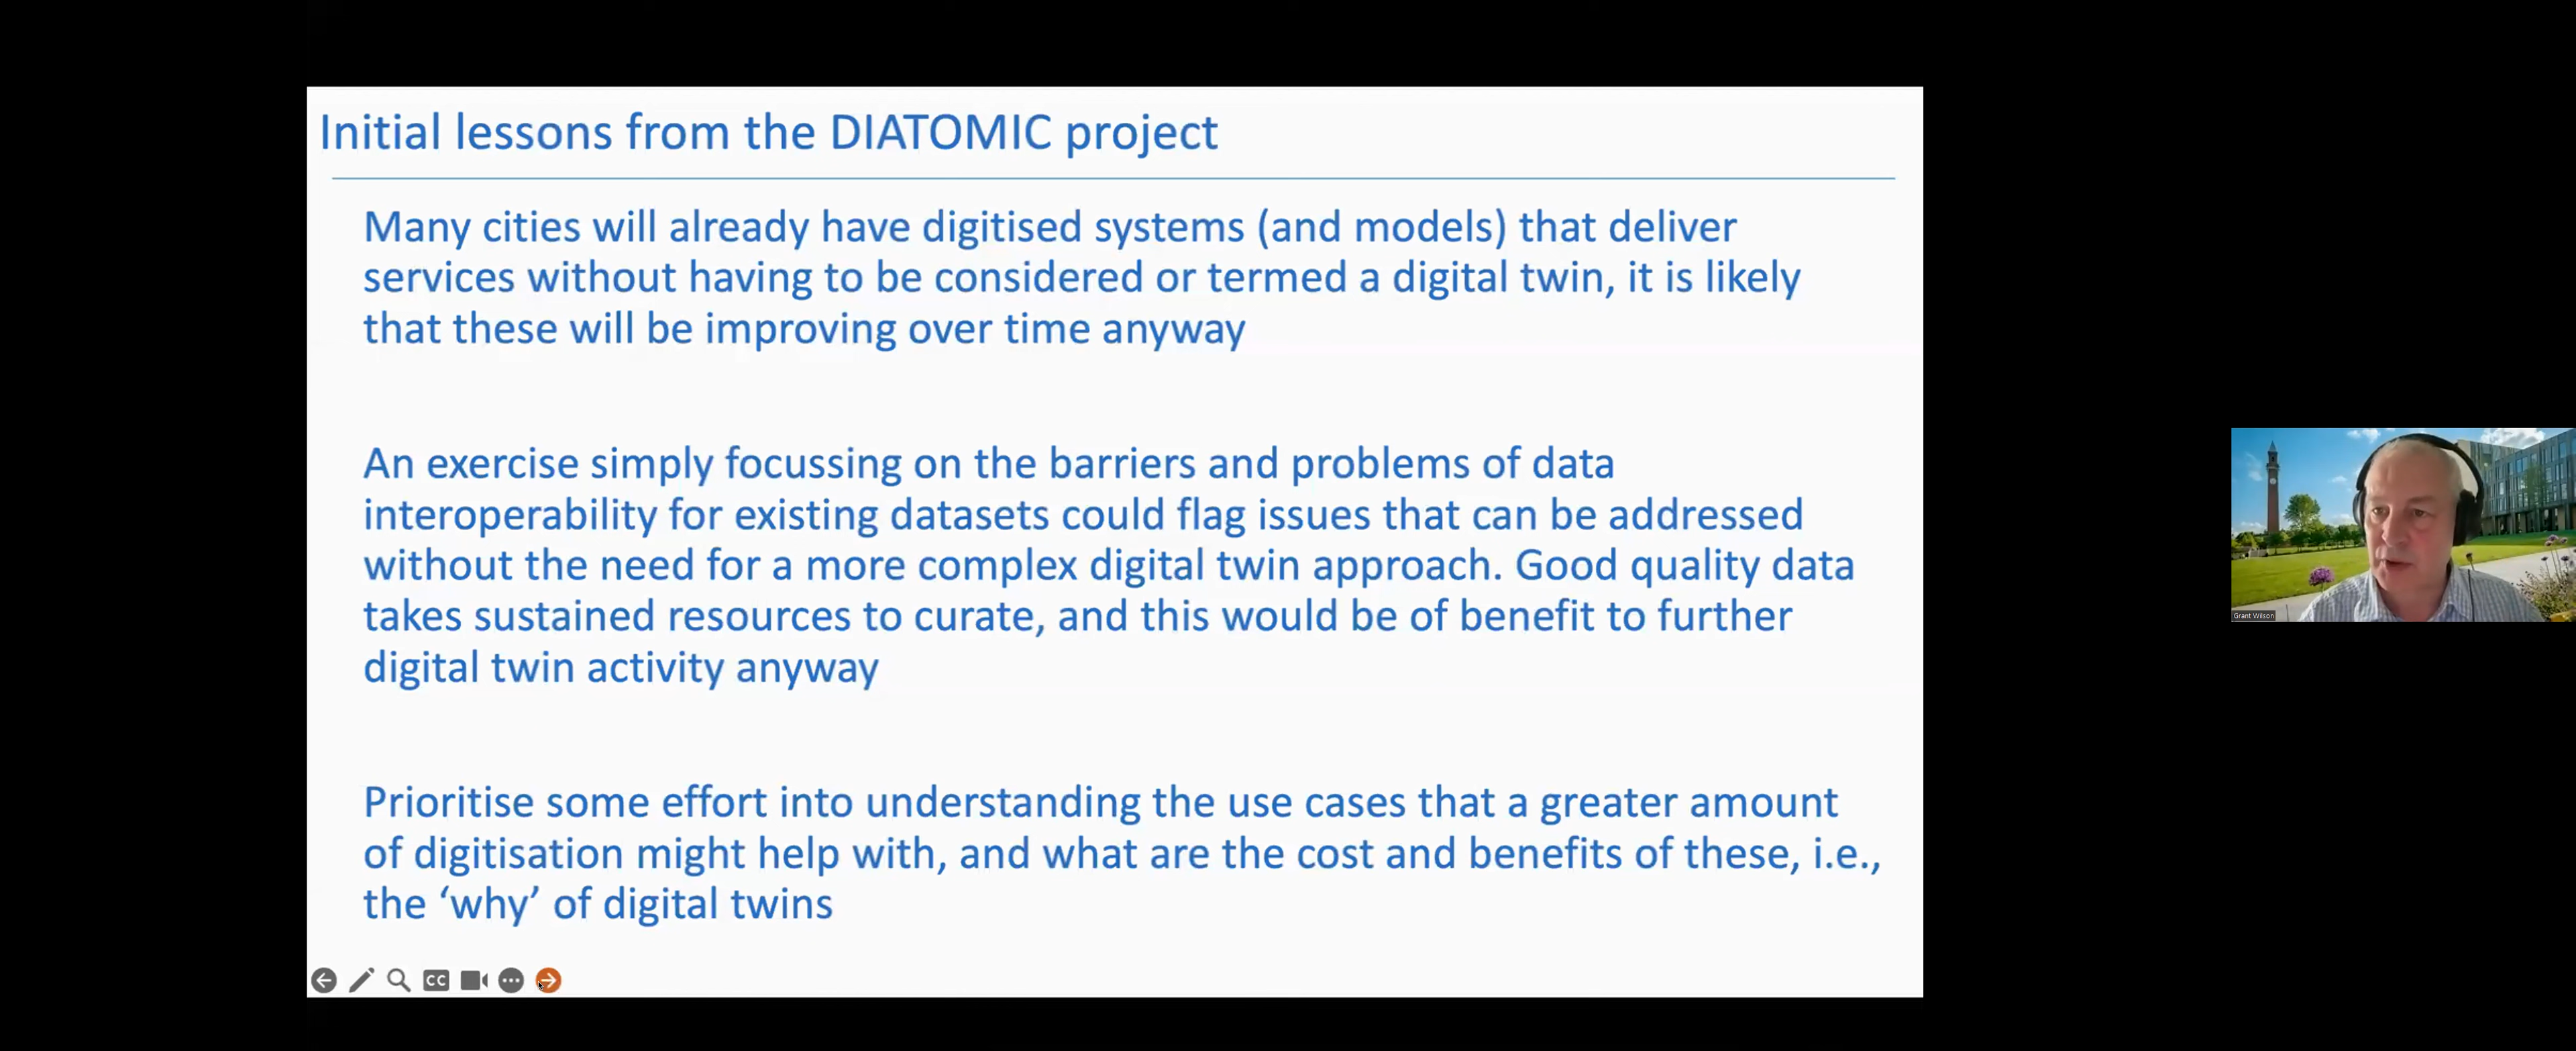 Initial lessons from the DIATOMIC project
Many cities will already have digitised systems (and models) that deliver
services without having to be considered or termed a digital twin, it is likely
that these will be improving over time anyway
An exercise simply focussing on the barriers and problems of data
interoperability for existing datasets could flag issues that can be addressed
without the need for a more complex digital twin approach. Good quality data
takes sustained resources to curate, and this would be of benefit to further
digital twin activity anyway
Prioritise some effort into understanding the use cases that a greater amount
of digitisation might help with, and what are the cost and benefits of these, i.e.,
the ‘why’ of digital twins
CC
Grant Wilson